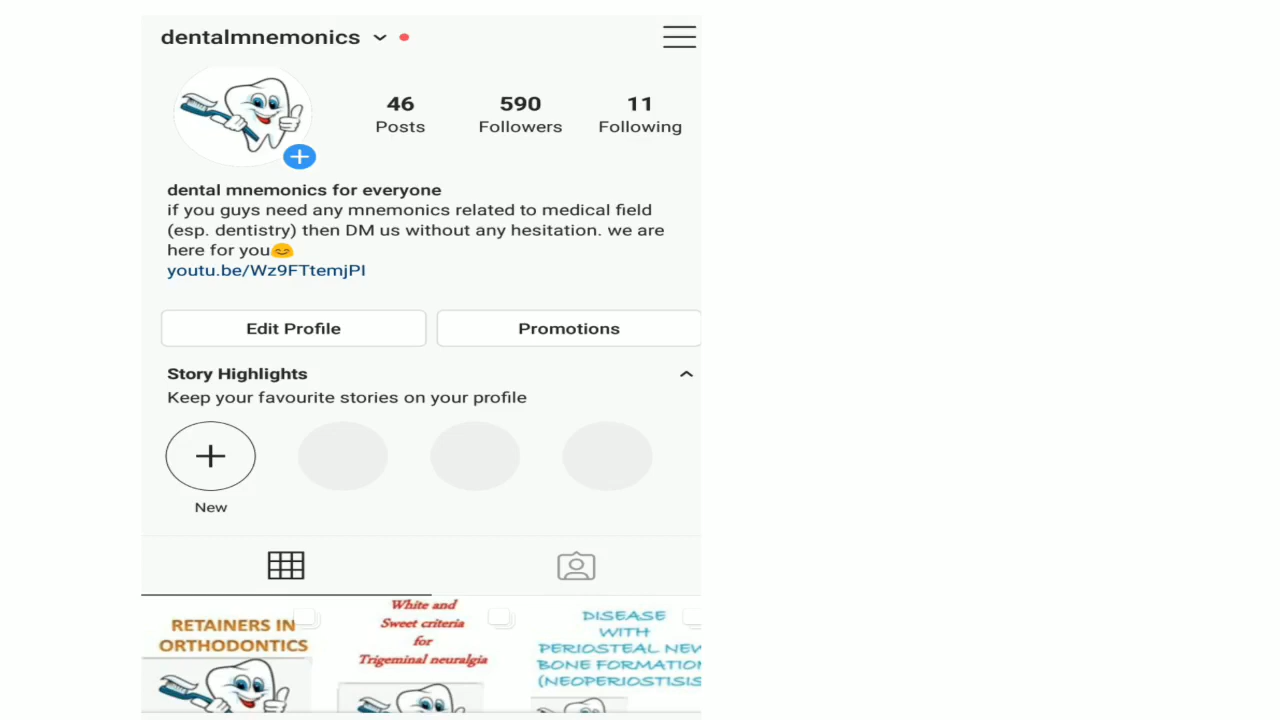 dentalmnemonics
46
590
11
Posts
Followers
Following
dental mnemonics for everyone
if you guys need any mnemonics related to medical field
(esp. dentistry) then DM us without any hesitation. we are
here for you😊
youtu.be/Wz9FTtemjPI
Edit Profile
Promotions
Story Highlights
Keep your favourite stories on your profile
New
RETAINERS IN
ORTHODONTICS
White and
Sweet criteria
for
Trigeminal neuralgia
DISEASE
WITH
PERIOSTEAL NEW
BONE FORMATION
(NEOPERIOSTISIS